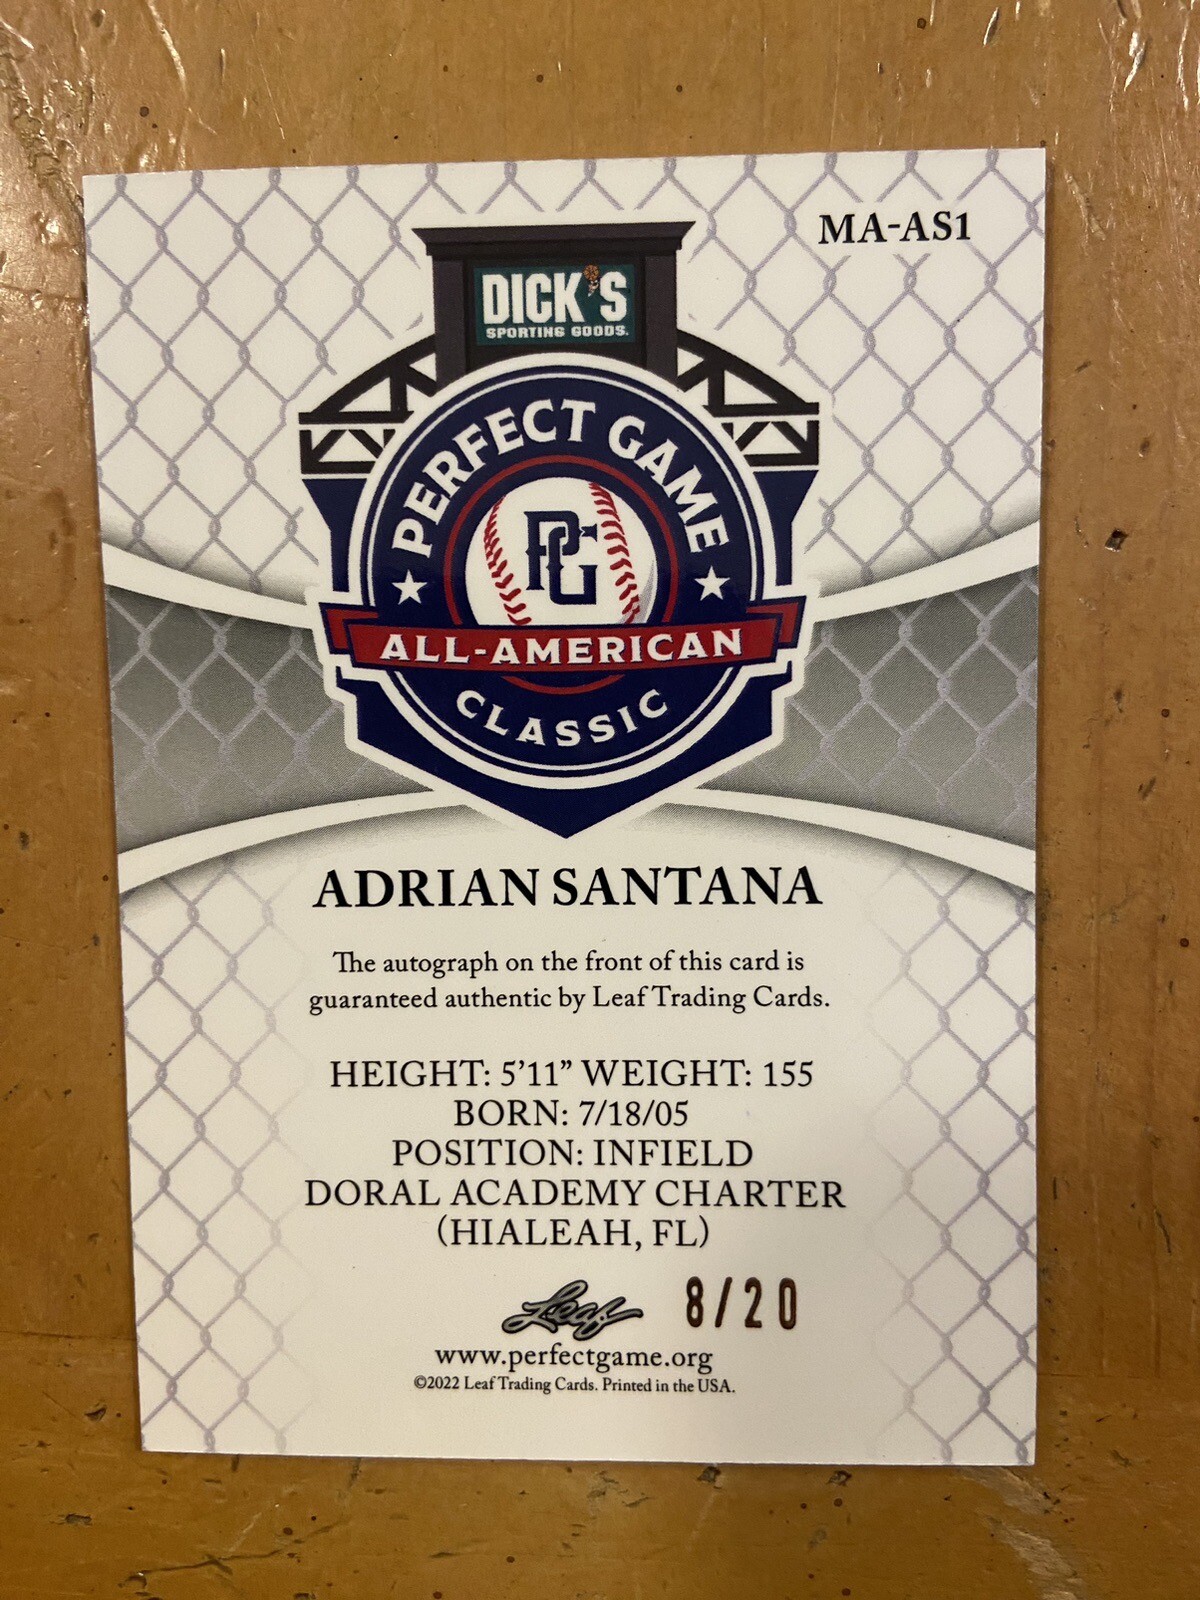 MA-AS1
DICK'S
SPORTING GOODS.
PERFECT GAME
PG
ALL-AMERICAN
CLASSIC
ADRIAN SANTANA
The autograph on the front of this card is
guaranteed authentic by Leaf Trading Cards.
HEIGHT: 5'11” WEIGHT: 155
BORN: 7/18/05
POSITION: INFIELD
DORAL ACADEMY CHARTER
(HIALEAH, FL)
Leaf 8/20
www.perfectgame.org
©2022 Leaf Trading Cards. Printed in the USA.